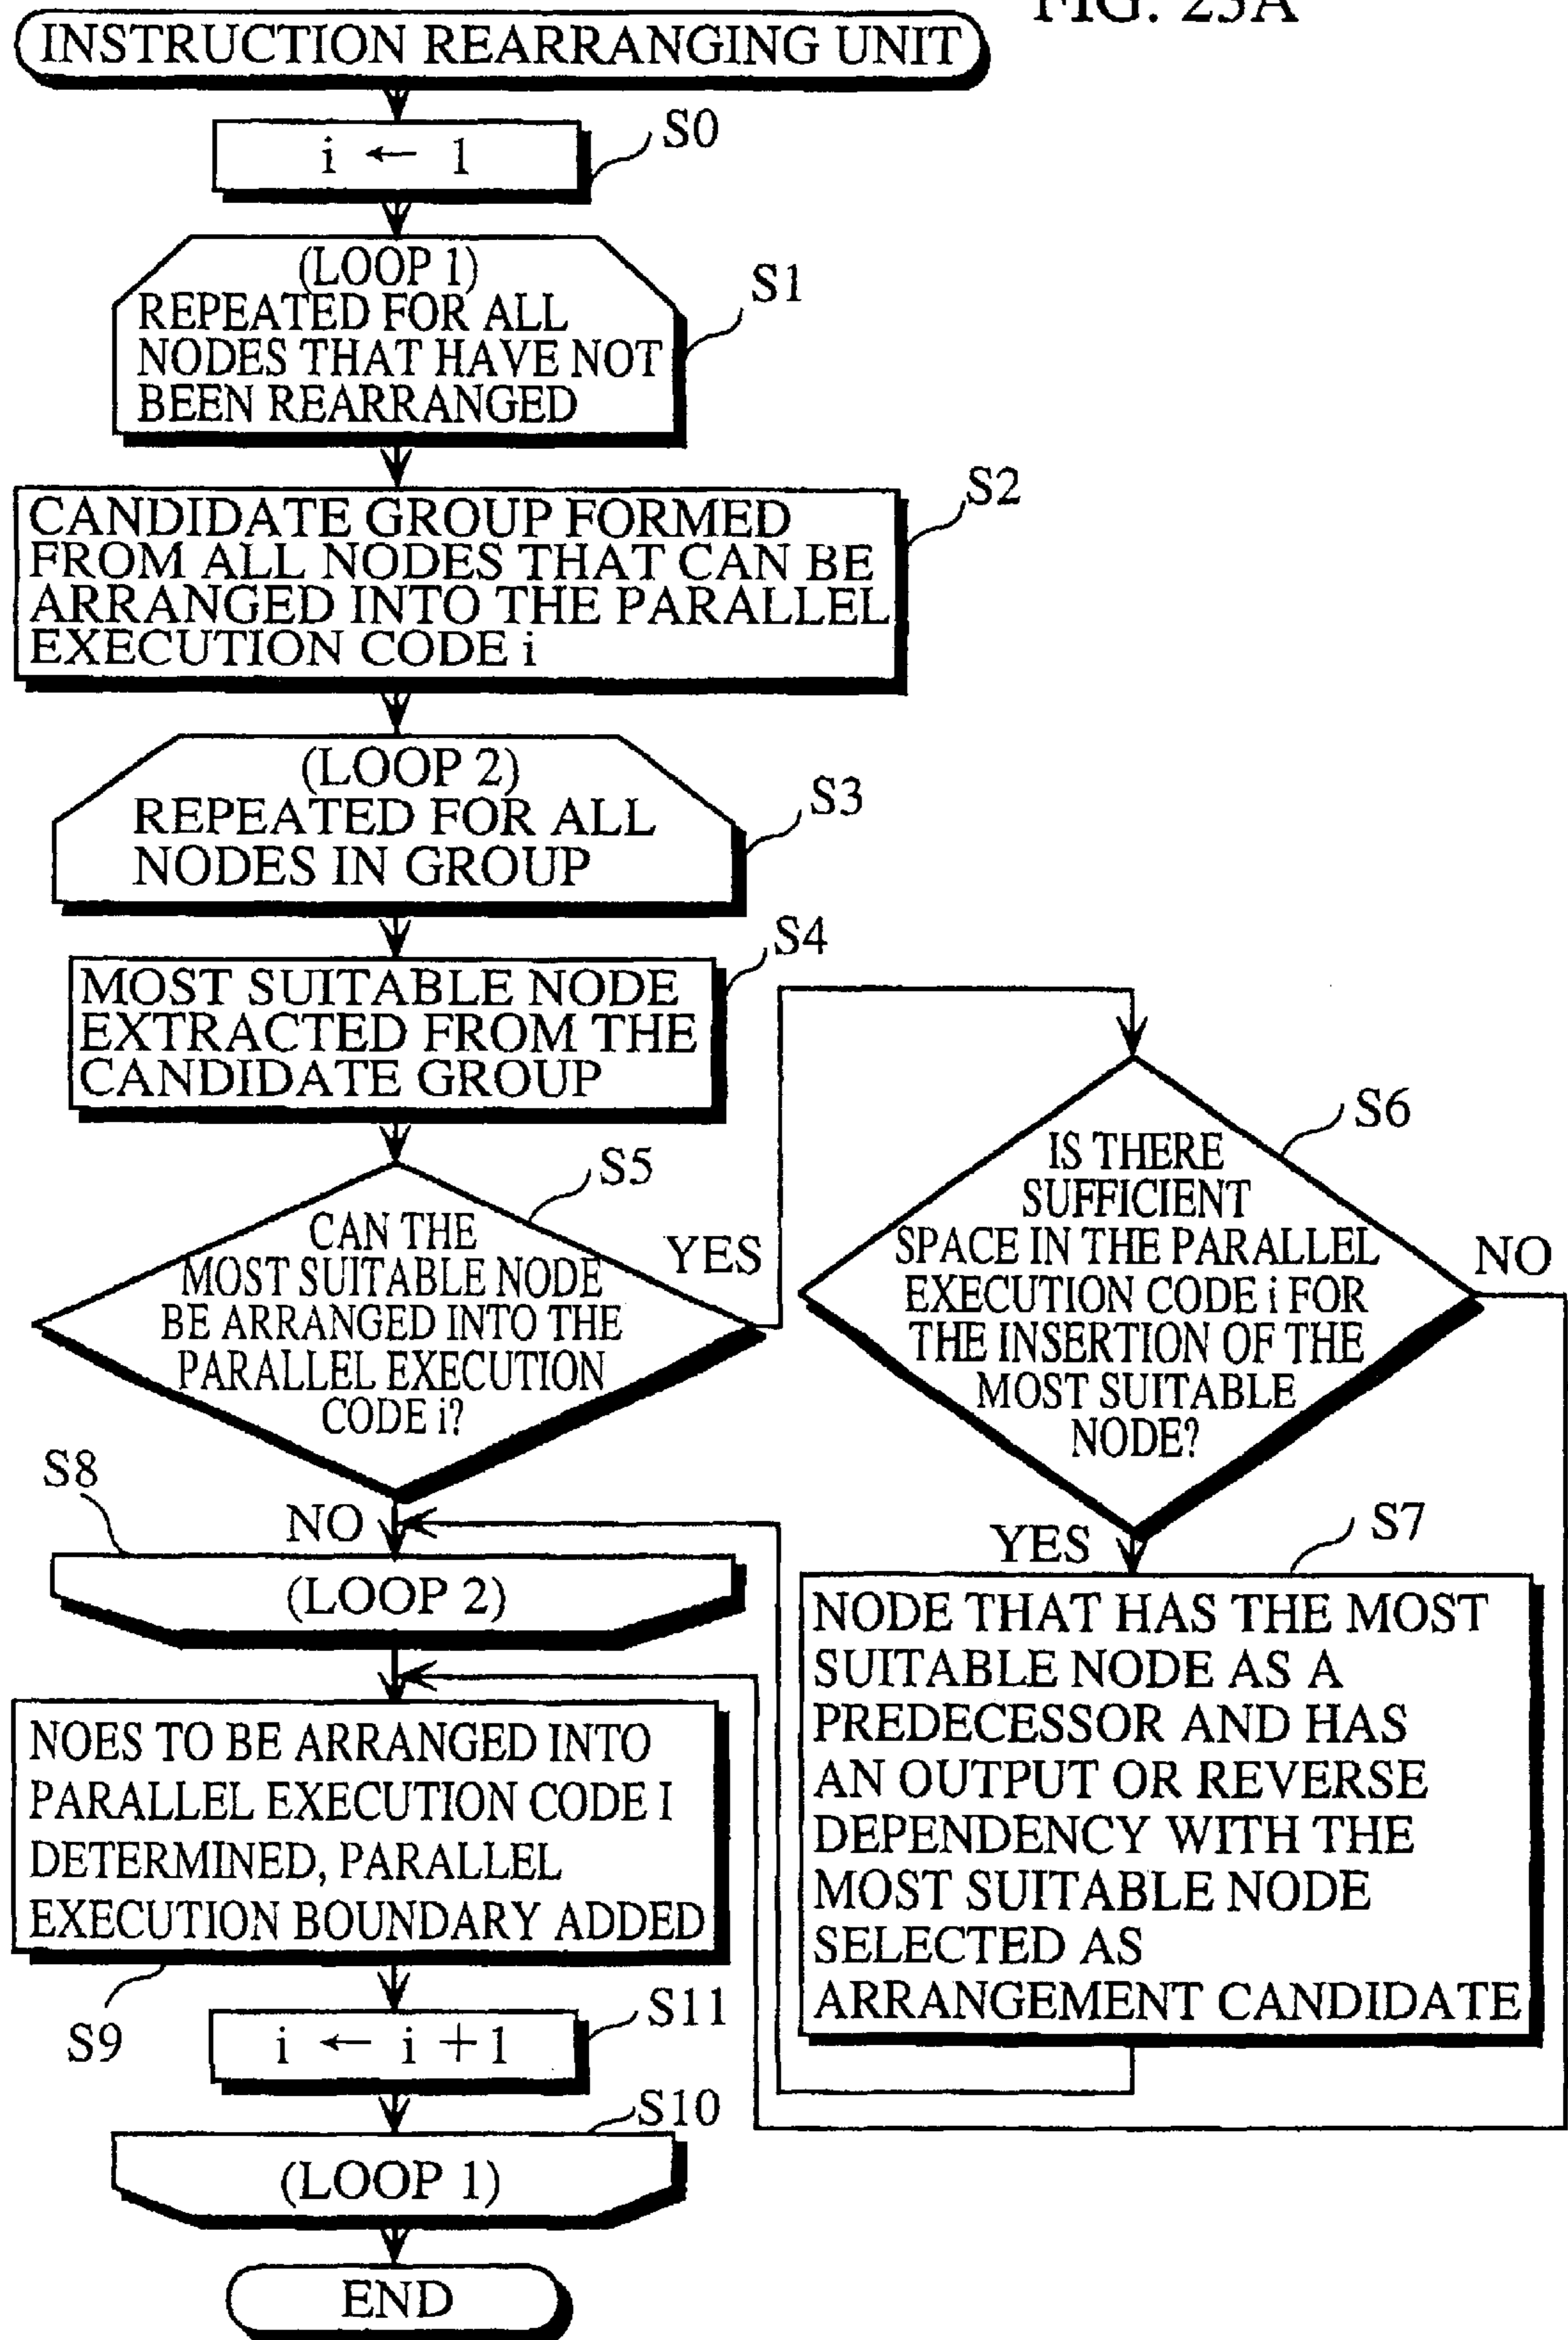 FIG. 23A
INSTRUCTION REARRANGING UNIT
i ← 1
S0
(LOOP 1)
REPEATED FOR ALL
NODES THAT HAVE NOT
BEEN REARRANGED
S1
CANDIDATE GROUP FORMED
FROM ALL NODES THAT CAN BE
ARRANGED INTO THE PARALLEL
EXECUTION CODE i
S2
(LOOP 2)
REPEATED FOR ALL
NODES IN GROUP
S3
MOST SUITABLE NODE
EXTRACTED FROM THE
CANDIDATE GROUP
S4
CAN THE
MOST SUITABLE NODE
BE ARRANGED INTO THE
PARALLEL EXECUTION
CODE i?
S5
YES
NO
IS THERE
SUFFICIENT
SPACE IN THE PARALLEL
EXECUTION CODE i FOR
THE INSERTION OF THE
MOST SUITABLE
NODE?
S6
NO
YES
NODE THAT HAS THE MOST
SUITABLE NODE AS A
PREDECESSOR AND HAS
AN OUTPUT OR REVERSE
DEPENDENCY WITH THE
MOST SUITABLE NODE
SELECTED AS
ARRANGEMENT CANDIDATE
S7
S8
(LOOP 2)
NOES TO BE ARRANGED INTO
PARALLEL EXECUTION CODE I
DETERMINED, PARALLEL
EXECUTION BOUNDARY ADDED
S9
i ← i + 1
S11
S10
(LOOP 1)
END